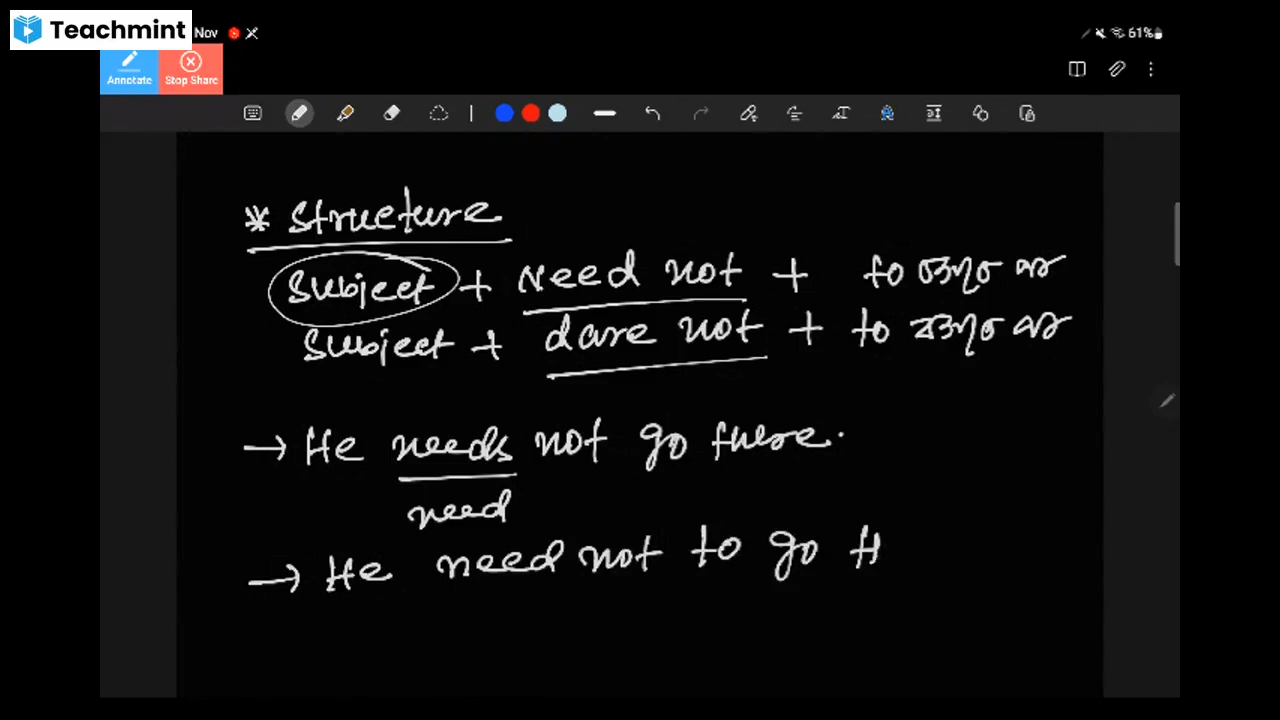 Teachmint
Nov
61%
Annotate
Stop Share
* Structure
Subject + Need not +  to
Subject + dare not + to
→ He needs not go there.
need
→ He need not to go th